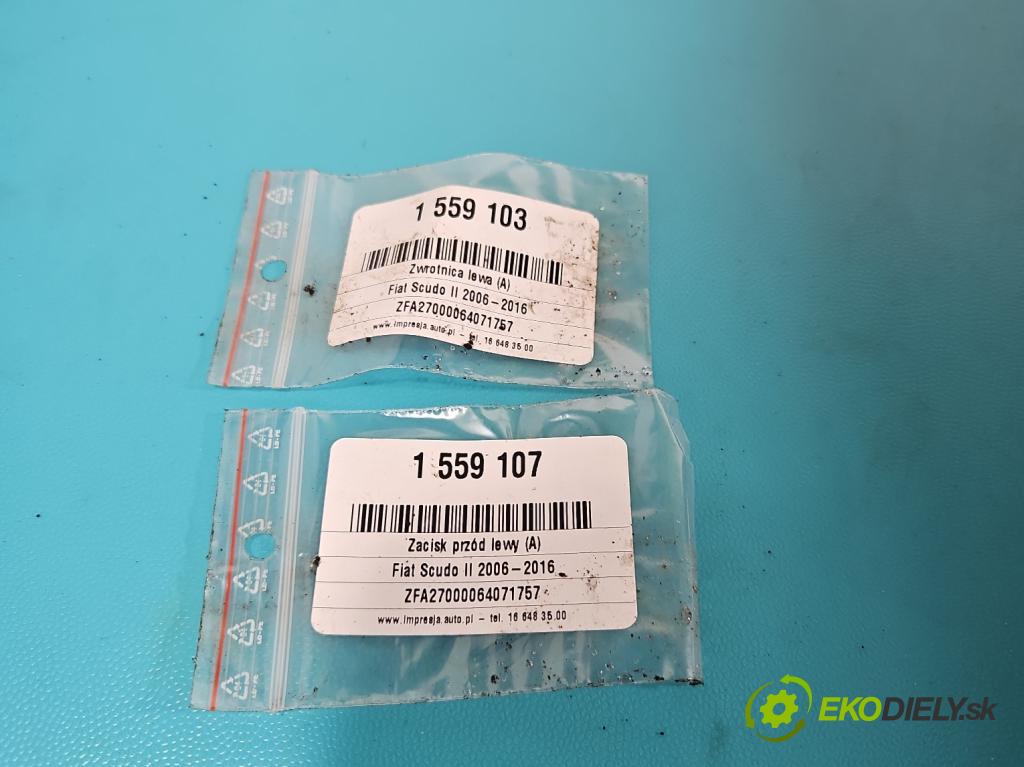 1 559 103
Zwrotnica lewa (A)
Fiat Scudo II 2006-2016
ZFA27000064071757
www.impresja.auto.pl - tel. 16 648 35 00
1 559 107
Zacisk przód lewy (A)
Fiat Scudo II 2006-2016
ZFA27000064071757
www.impresja.auto.pl - tel. 16 648 35 00
EKODIELY.sk